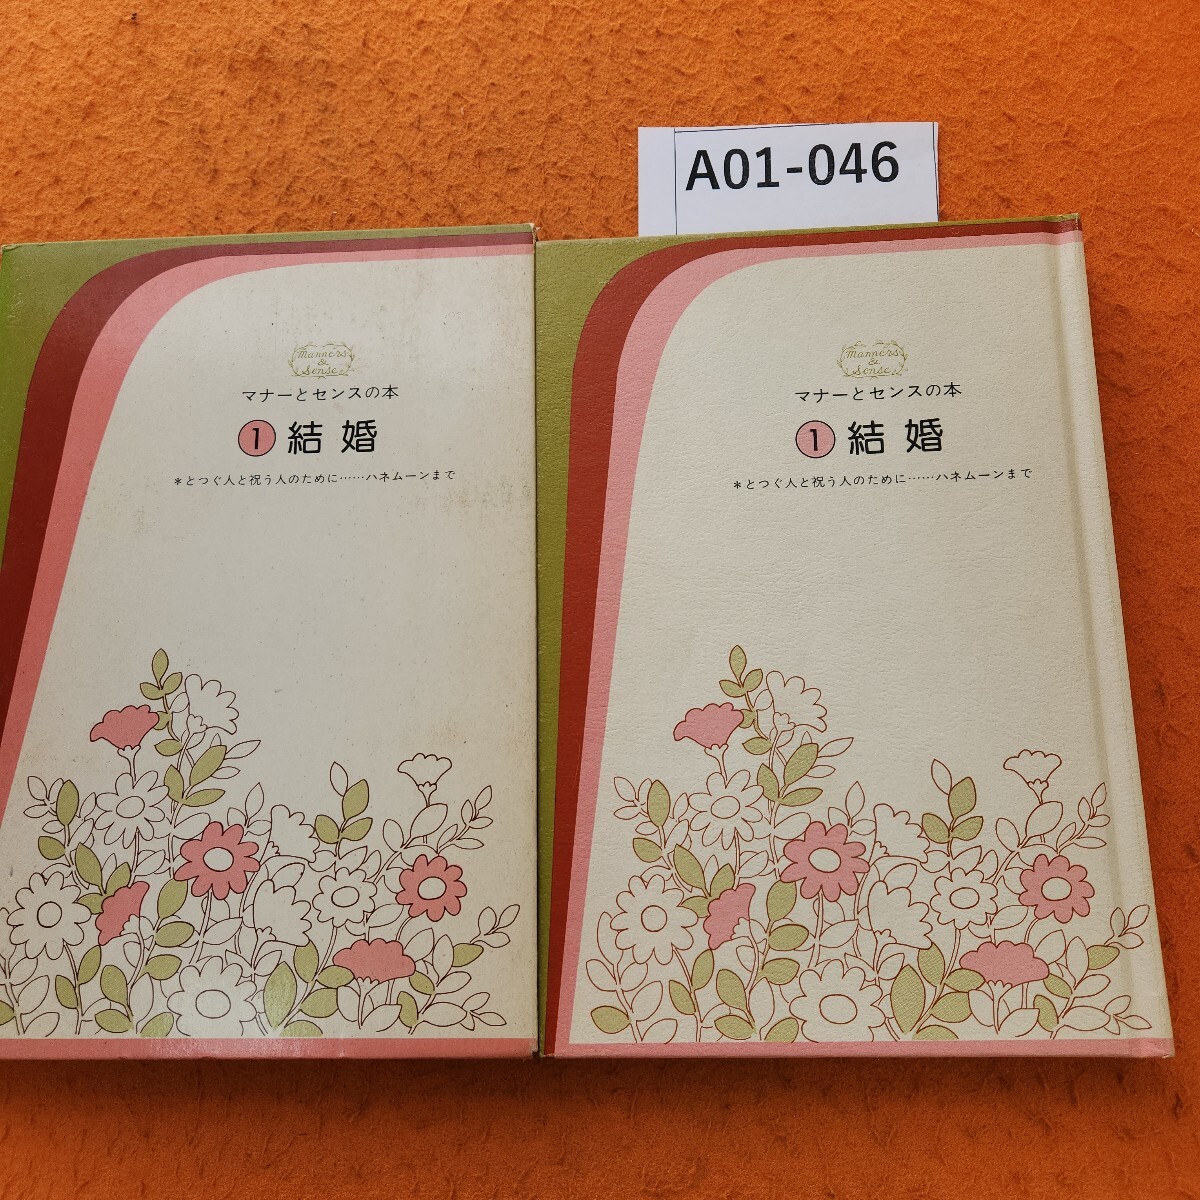 A01-046
Manners
&
Sense
マナーとセンスの本
1 結婚
*とつぐ人と祝う人のために……ハネムーンまで
Manners
&
Sense
マナーとセンスの本
1 結婚
*とつぐ人と祝う人のために……ハネムーンまで